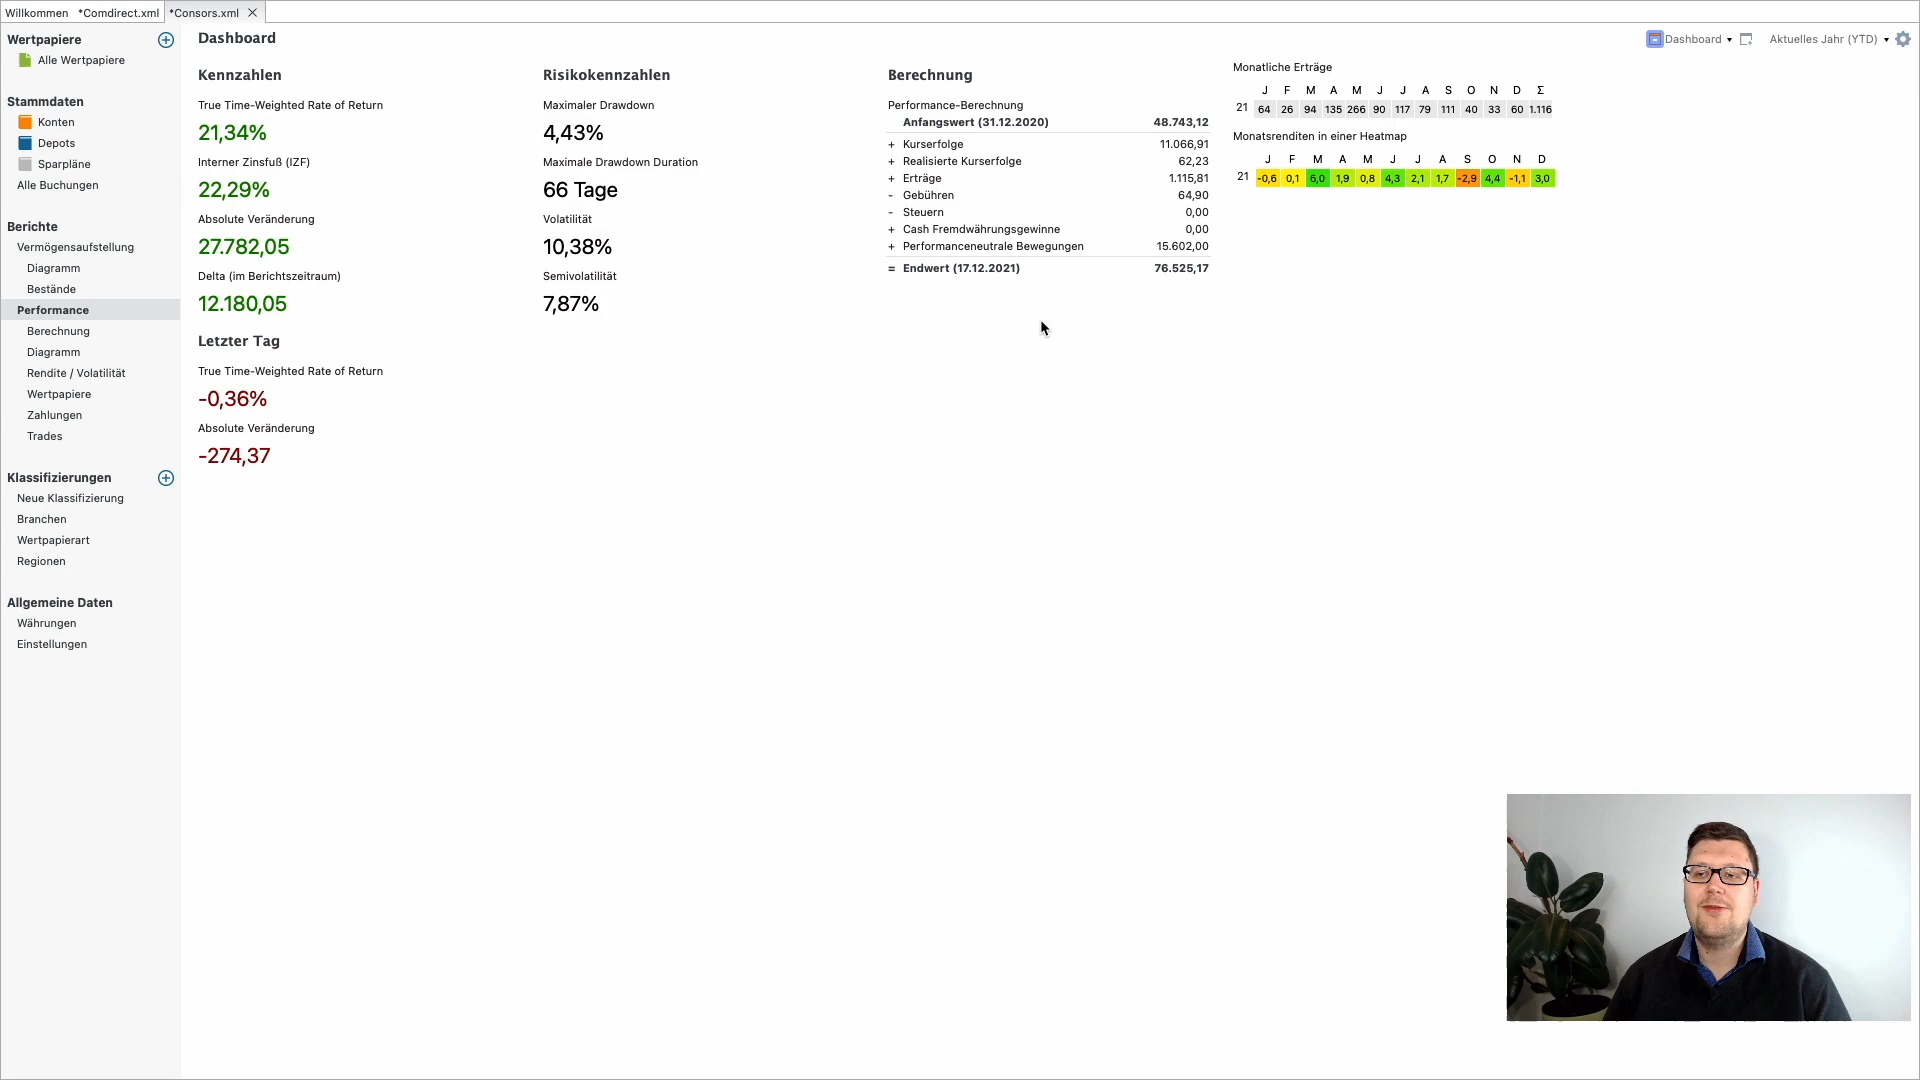 Willkommen *Comdirect.xml *Consors.xml
Wertpapiere
Alle Wertpapiere
Stammdaten
Konten
Depots
Sparpläne
Alle Buchungen
Berichte
Vermögensaufstellung
Diagramm
Bestände
Performance
Berechnung
Diagramm
Rendite / Volatilität
Wertpapiere
Zahlungen
Trades
Klassifizierungen
Neue Klassifizierung
Branchen
Wertpapierart
Regionen
Allgemeine Daten
Währungen
Einstellungen
Dashboard
Dashboard Aktuelles Jahr (YTD)
Kennzahlen
True Time-Weighted Rate of Return
21,34%
Interner Zinsfuß (IZF)
22,29%
Absolute Veränderung
27.782,05
Delta (im Berichtszeitraum)
12.180,05
Letzter Tag
True Time-Weighted Rate of Return
-0,36%
Absolute Veränderung
-274,37
Risikokennzahlen
Maximaler Drawdown
4,43%
Maximale Drawdown Duration
66 Tage
Volatilität
10,38%
Semivolatilität
7,87%
Berechnung
Performance-Berechnung
Anfangswert (31.12.2020) 48.743,12
+ Kurserfolge 11.066,91
+ Realisierte Kurserfolge 62,23
+ Erträge 1.115,81
- Gebühren 64,90
- Steuern 0,00
+ Cash Fremdwährungsgewinne 0,00
+ Performanceneutrale Bewegungen 15.602,00
= Endwert (17.12.2021) 76.525,17
Monatliche Erträge
J F M A M J J A S O N D Σ
21 64 26 94 135 266 90 117 79 111 40 33 60 1.116
Monatsrenditen in einer Heatmap
J F M A M J J A S O N D
21 -0,6 0,1 6,0 1,9 0,8 4,3 2,1 1,7 -2,9 4,4 -1,1 3,0